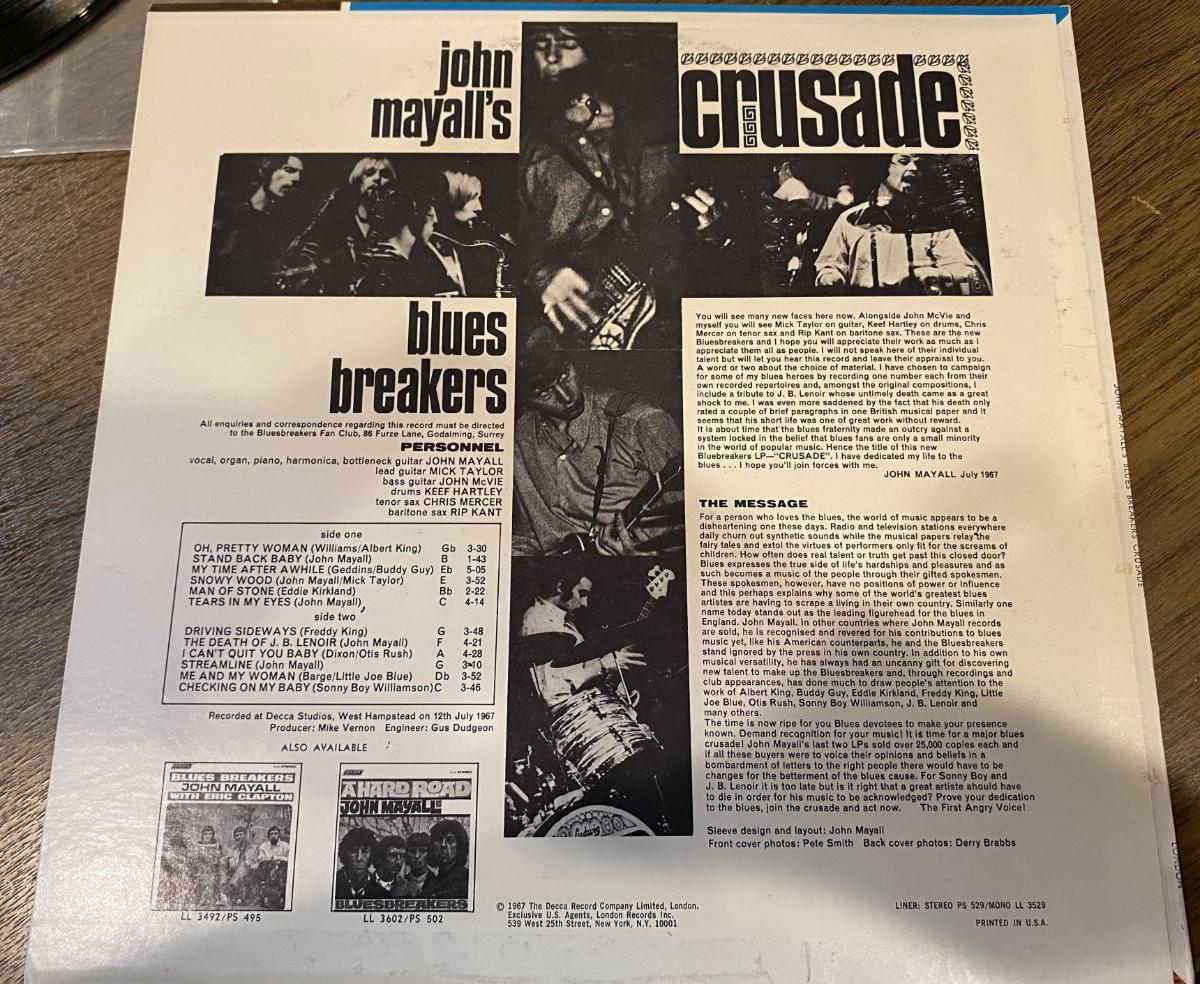 john
mayall's
crusade
blues
breakers
All enquiries and correspondence regarding this record must be directed
to the Bluesbreakers Fan Club, 86 Furze Lane, Godalming, Surrey
PERSONNEL
vocal, organ, piano, harmonica, bottleneck guitar JOHN MAYALL
lead guitar MICK TAYLOR
bass guitar JOHN McVIE
drums KEEF HARTLEY
tenor sax CHRIS MERCER
baritone sax RIP KANT
side one
OH, PRETTY WOMAN (Williams/Albert King) Gb 3-30
STAND BACK BABY (John Mayall) B 1-43
MY TIME AFTER AWHILE (Geddins/Buddy Guy) Eb 5-05
SNOWY WOOD (John Mayall/Mick Taylor) E 3-52
MAN OF STONE (Eddie Kirkland) Bb 2-22
TEARS IN MY EYES (John Mayall) C 4-14
side two
DRIVING SIDEWAYS (Freddy King) G 3-48
THE DEATH OF J. B. LENOIR (John Mayall) F 4-21
I CAN'T QUIT YOU BABY (Dixon/Otis Rush) A 4-28
STREAMLINE (John Mayall) G 3-10
ME AND MY WOMAN (Barge/Little Joe Blue) Db 3-52
CHECKING ON MY BABY (Sonny Boy Williamson) C 3-46
Recorded at Decca Studios, West Hampstead on 12th July 1967
Producer: Mike Vernon Engineer: Gus Dudgeon
ALSO AVAILABLE
BLUES BREAKERS
JOHN MAYALL
WITH ERIC CLAPTON
LL 3492/PS 495
A HARD ROAD
JOHN MAYALL
BLUESBREAKERS
LL 3602/PS 502
You will see many new faces here now. Alongside John McVie and
myself you will see Mick Taylor on guitar, Keef Hartley on drums, Chris
Mercer on tenor sax and Rip Kant on baritone sax. These are the new
Bluesbreakers and I hope you will appreciate their work as much as I
appreciate them all as people. I will not speak here of their individual
talent but will let you hear this record and leave their appraisal to you.
A word or two about the choice of material. I have chosen to campaign
for some of my blues heroes by recording one number each from their
own recorded repertoires and, amongst the original compositions, I
include a tribute to J. B. Lenoir whose untimely death came as a great
shock to me. I was even more saddened by the fact that his death only
rated a couple of brief paragraphs in one British musical paper and it
seems that his short life was one of great work without reward.
It is about time that the blues fraternity made an outcry against a
system locked in the belief that blues fans are only a small minority
in the world of popular music. Hence the title of this new
Bluebreakers LP—"CRUSADE". I have dedicated my life to the
blues . . . I hope you'll join forces with me.
JOHN MAYALL July 1967
THE MESSAGE
For a person who loves the blues, the world of music appears to be a
disheartening one these days. Radio and television stations everywhere
daily churn out synthetic sounds while the musical papers relay the
fairy tales and extol the virtues of performers only fit for the screams of
children. How often does real talent or truth get past this closed door?
Blues expresses the true side of life's hardships and pleasures and as
such becomes a music of the people through their gifted spokesmen.
These spokesmen, however, have no positions of power or influence
and this perhaps explains why some of the world's greatest blues
artistes are having to scrape a living in their own country. Similarly one
name today stands out as the leading figurehead for the blues in
England. John Mayall. In other countries where John Mayall records
are sold, he is recognised and revered for his contributions to blues
music yet, like his American counterparts, he and the Bluesbreakers
stand ignored by the press in his own country. In addition to his own
musical versatility, he has always had an uncanny gift for discovering
new talent to make up the Bluesbreakers and, through recordings and
club appearances, has done much to draw people's attention to the
work of Albert King, Buddy Guy, Eddie Kirkland, Freddy King, Little
Joe Blue, Otis Rush, Sonny Boy Williamson, J. B. Lenoir and
many others.
The time is now ripe for you Blues devotees to make your presence
known. Demand recognition for your music! It is time for a major blues
crusade! John Mayall's last two LPs sold over 25,000 copies each and
if all these buyers were to voice their opinions and beliefs in a
bombardment of letters to the right people there would have to be
changes for the betterment of the blues cause. For Sonny Boy and
J. B. Lenoir it is too late but is it right that a great artiste should have
to die in order for his music to be acknowledged? Prove your dedication
to the blues, join the crusade and act now. The First Angry Voice!
Sleeve design and layout: John Mayall
Front cover photos: Pete Smith Back cover photos: Derry Brabbs
© 1967 The Decca Record Company Limited, London.
Exclusive U.S. Agents, London Records Inc.
539 West 25th Street, New York, N.Y. 10001
LINER: STEREO PS 529/MONO LL 3529
PRINTED IN U.S.A.
JOHN MAYALL'S BLUES BREAKERS CRUSADE
LONDON
Ludwig